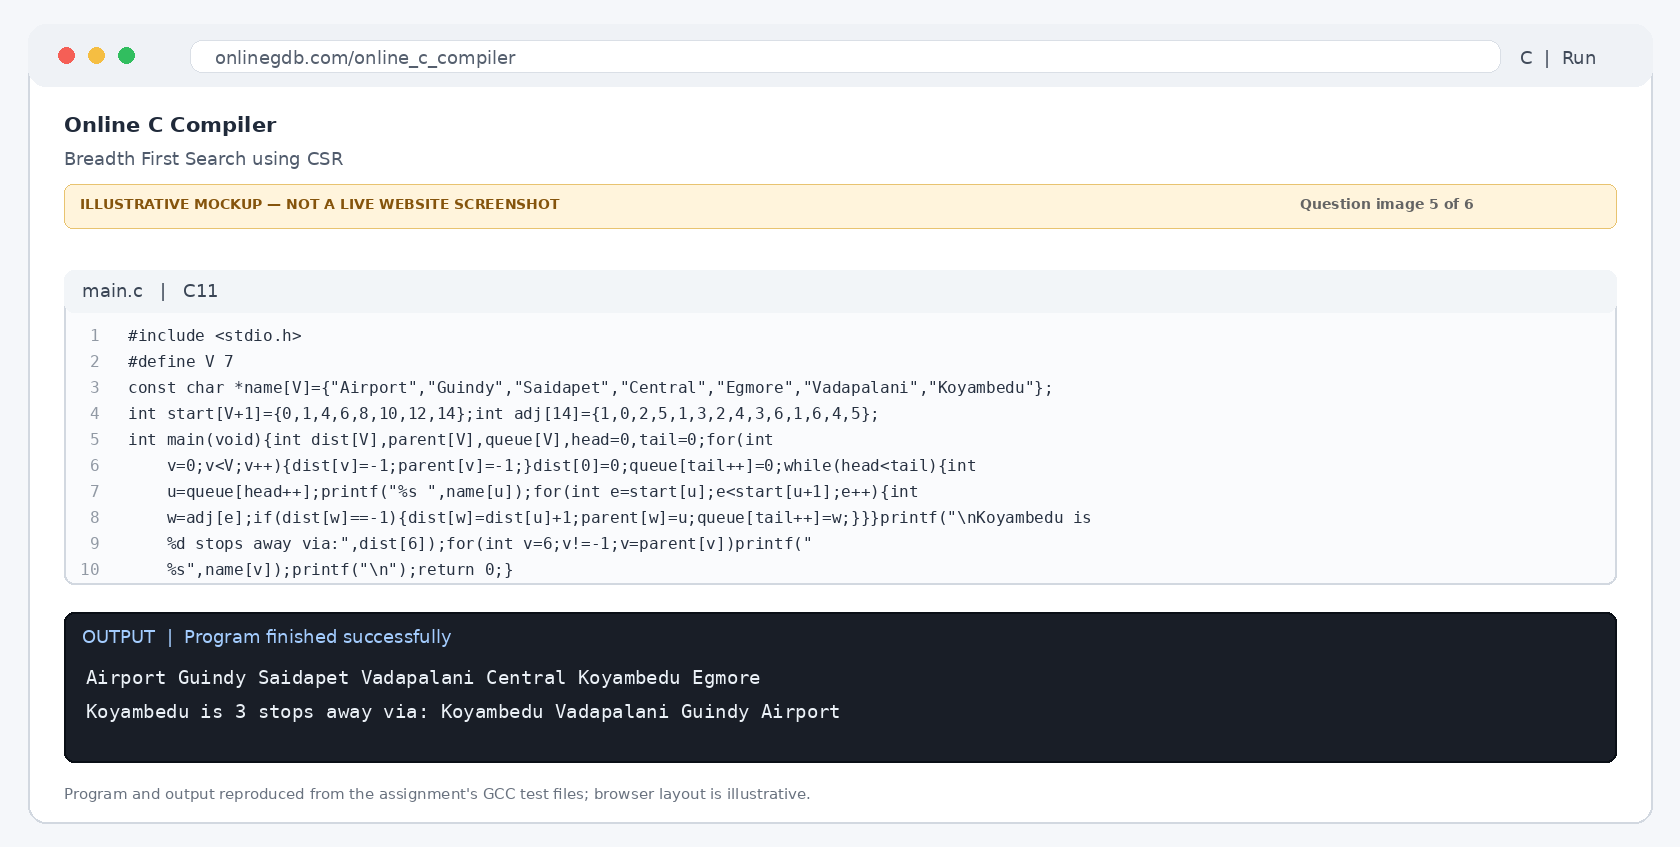 onlinegdb.com/online_c_compiler
C | Run
Online C Compiler
Breadth First Search using CSR
ILLUSTRATIVE MOCKUP — NOT A LIVE WEBSITE SCREENSHOT
Question image 5 of 6
main.c | C11
1 #include <stdio.h>
2 #define V 7
3 const char *name[V]={"Airport","Guindy","Saidapet","Central","Egmore","Vadapalani","Koyambedu"};
4 int start[V+1]={0,1,4,6,8,10,12,14};int adj[14]={1,0,2,5,1,3,2,4,3,6,1,6,4,5};
5 int main(void){int dist[V],parent[V],queue[V],head=0,tail=0;for(int
6 v=0;v<V;v++){dist[v]=-1;parent[v]=-1;}dist[0]=0;queue[tail++]=0;while(head<tail){int
7 u=queue[head++];printf("%s ",name[u]);for(int e=start[u];e<start[u+1];e++){int
8 w=adj[e];if(dist[w]==-1){dist[w]=dist[u]+1;parent[w]=u;queue[tail++]=w;}}}printf("\nKoyambedu is
9 %d stops away via:",dist[6]);for(int v=6;v!=-1;v=parent[v])printf("
10 %s",name[v]);printf("\n");return 0;}
OUTPUT | Program finished successfully
Airport Guindy Saidapet Vadapalani Central Koyambedu Egmore
Koyambedu is 3 stops away via: Koyambedu Vadapalani Guindy Airport
Program and output reproduced from the assignment's GCC test files; browser layout is illustrative.